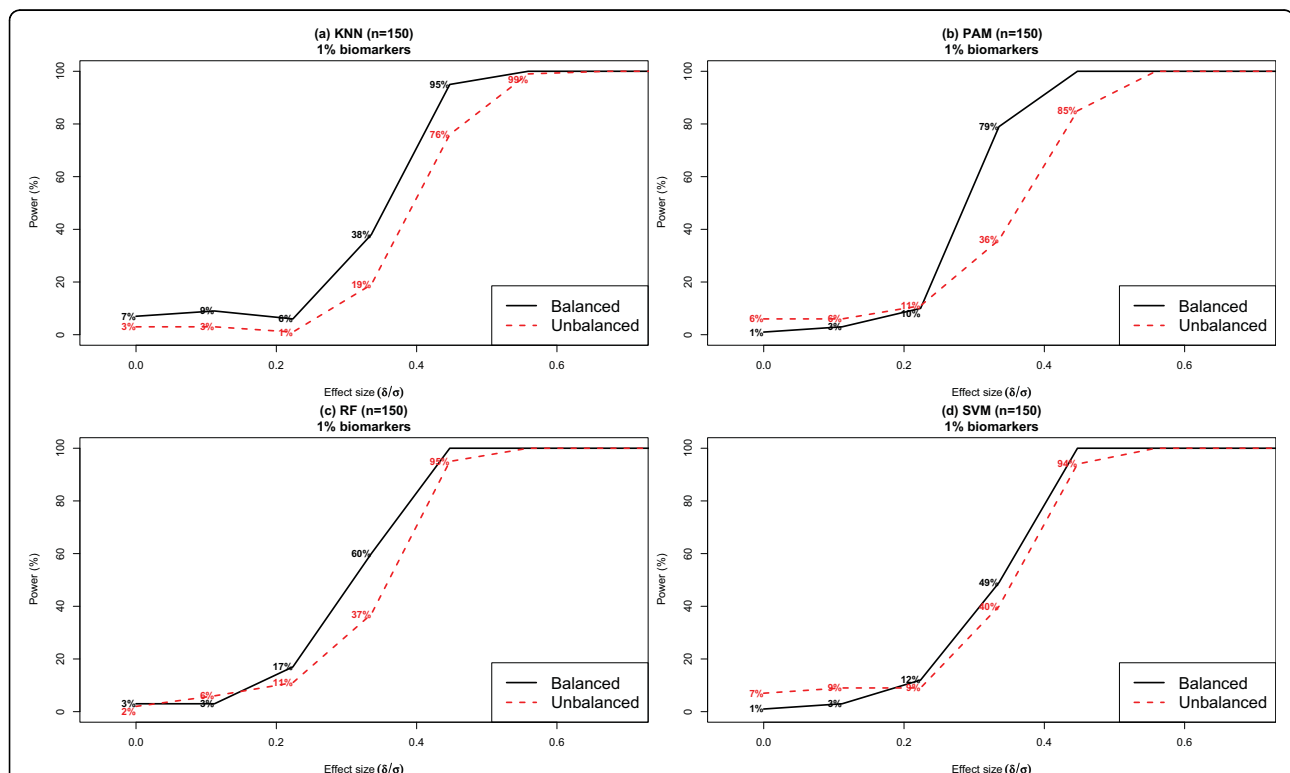 (a) KNN (n=150)
1% biomarkers
Power (%)
100
80
60
40
20
0
7%
9%
6%
38%
95%
3%
3%
1%
19%
76%
99%
Balanced
Unbalanced
0.0 0.2 0.4 0.6
Effect size (δ/σ)
(b) PAM (n=150)
1% biomarkers
Power (%)
100
80
60
40
20
0
1%
3%
10%
79%
6%
6%
11%
36%
85%
Balanced
Unbalanced
0.0 0.2 0.4 0.6
Effect size (δ/σ)
(c) RF (n=150)
1% biomarkers
Power (%)
100
80
60
40
20
0
3%
3%
17%
60%
2%
6%
11%
37%
95%
Balanced
Unbalanced
0.0 0.2 0.4 0.6
Effect size (δ/σ)
(d) SVM (n=150)
1% biomarkers
Power (%)
100
80
60
40
20
0
1%
3%
12%
49%
7%
9%
9%
40%
94%
Balanced
Unbalanced
0.0 0.2 0.4 0.6
Effect size (δ/σ)